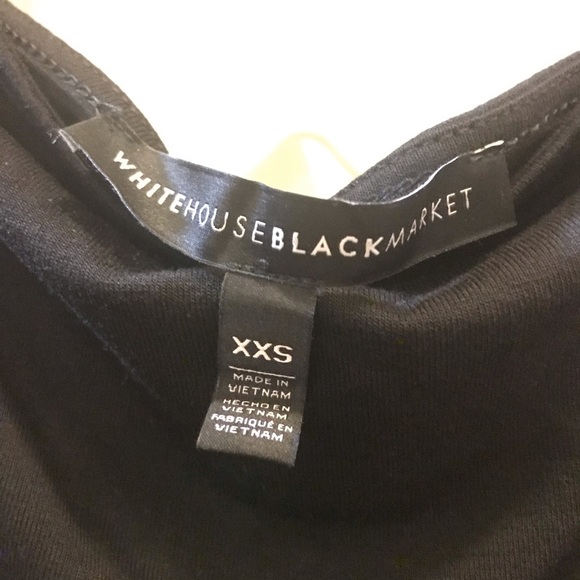 WHITEHOUSEBLACKMARKET
XXS
MADE IN
VIETNAM
HECHO EN
VIETNAM
FABRIQUÉ EN
VIETNAM